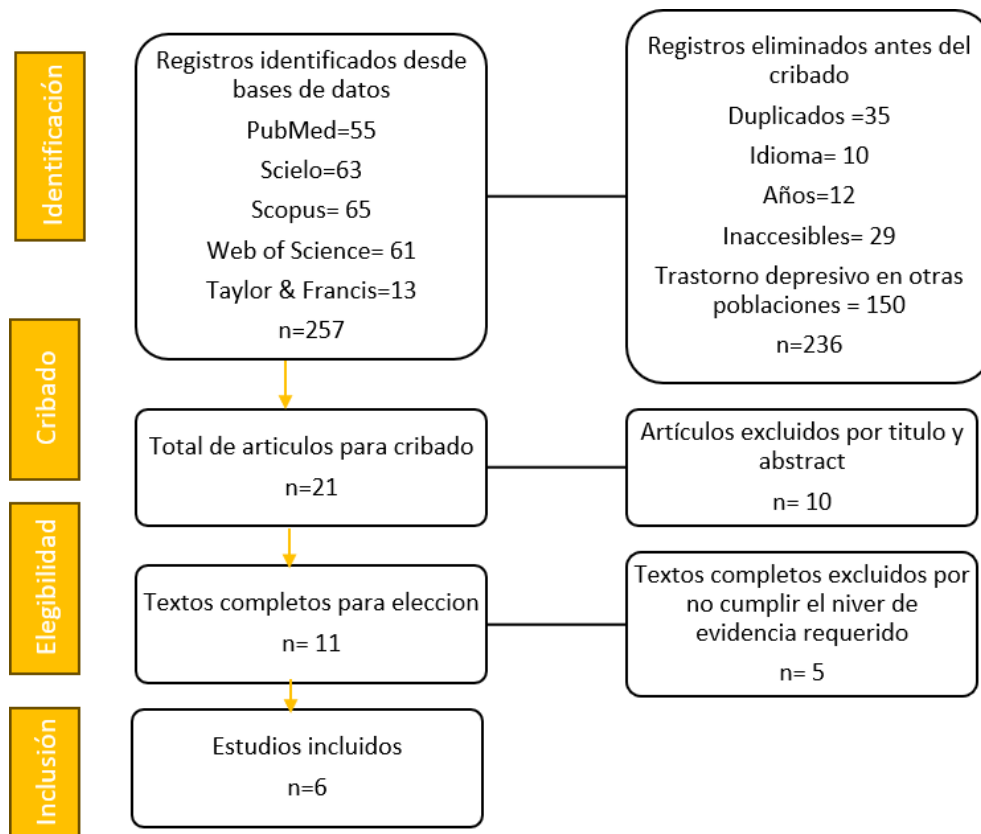 Identificación
Registros identificados desde
bases de datos
PubMed=55
Scielo=63
Scopus= 65
Web of Science= 61
Taylor & Francis=13
n=257
Registros eliminados antes del
cribado
Duplicados =35
Idioma= 10
Años=12
Inaccesibles= 29
Trastorno depresivo en otras
poblaciones = 150
n=236
Cribado
Total de articulos para cribado
n=21
Artículos excluidos por titulo y
abstract
n= 10
Elegibilidad
Textos completos para eleccion
n= 11
Textos completos excluidos por
no cumplir el niver de
evidencia requerido
n= 5
Inclusión
Estudios incluidos
n=6